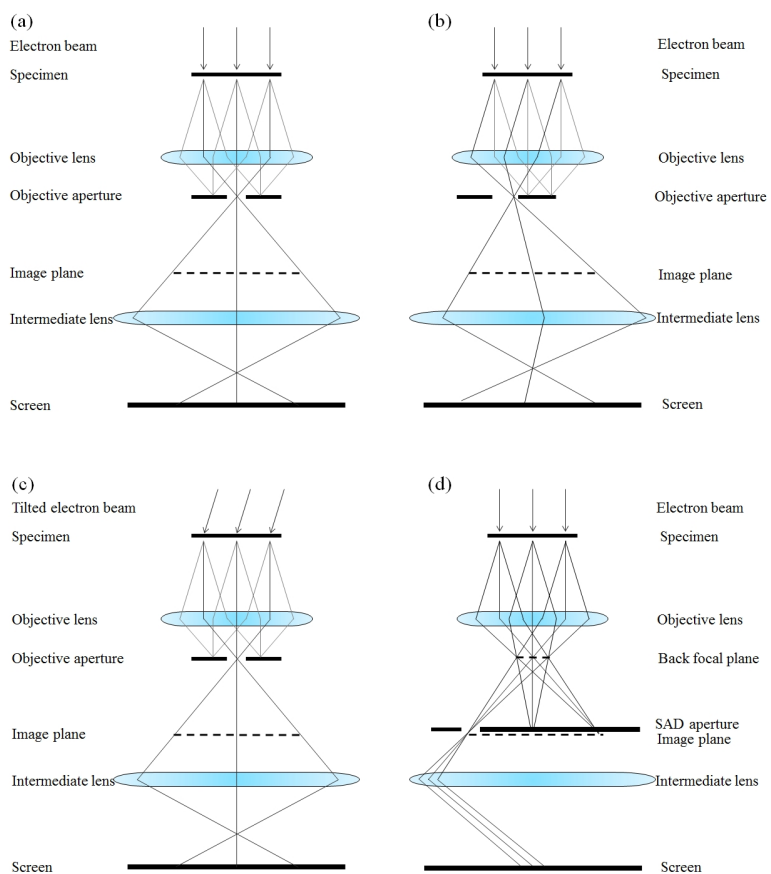 (a)
Electron beam
Specimen
Objective lens
Objective aperture
Image plane
Intermediate lens
Screen
(b)
Electron beam
Specimen
Objective lens
Objective aperture
Image plane
Intermediate lens
Screen
(c)
Tilted electron beam
Specimen
Objective lens
Objective aperture
Image plane
Intermediate lens
Screen
(d)
Electron beam
Specimen
Objective lens
Back focal plane
SAD aperture
Image plane
Intermediate lens
Screen